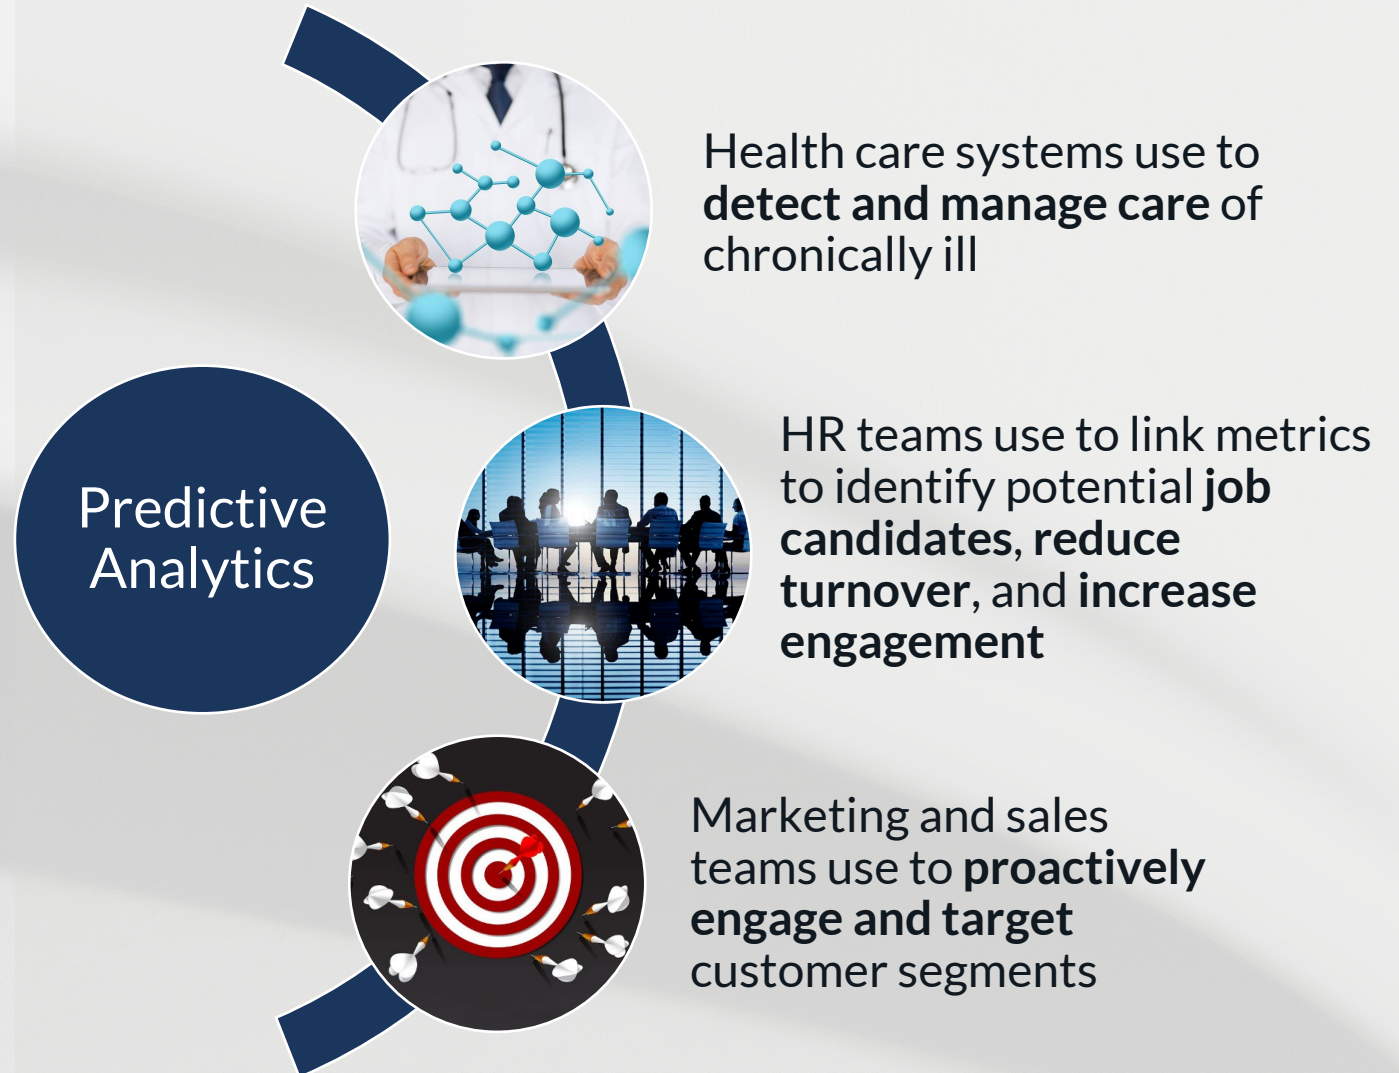 Predictive
Analytics
Health care systems use to
detect and manage care of
chronically ill
HR teams use to link metrics
to identify potential job
candidates, reduce
turnover, and increase
engagement
Marketing and sales
teams use to proactively
engage and target
customer segments